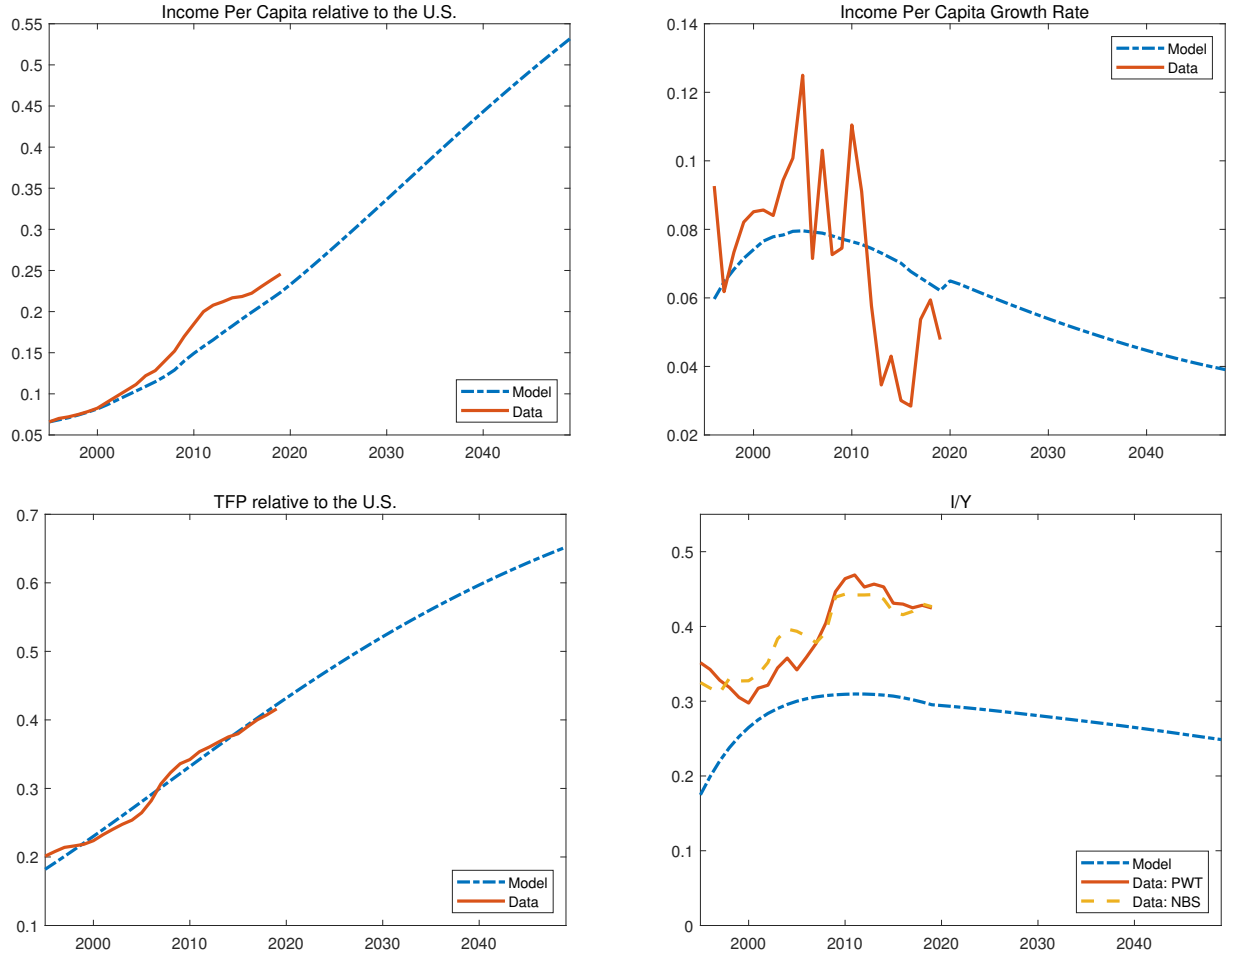 Income Per Capita relative to the U.S.
0.55
0.5
0.45
0.4
0.35
0.3
0.25
0.2
0.15
0.1
0.05
2000 2010 2020 2030 2040
Model
Data
Income Per Capita Growth Rate
0.14
0.12
0.1
0.08
0.06
0.04
0.02
2000 2010 2020 2030 2040
Model
Data
TFP relative to the U.S.
0.7
0.6
0.5
0.4
0.3
0.2
0.1
2000 2010 2020 2030 2040
Model
Data
I/Y
0.5
0.4
0.3
0.2
0.1
0
2000 2010 2020 2030 2040
Model
Data: PWT
Data: NBS